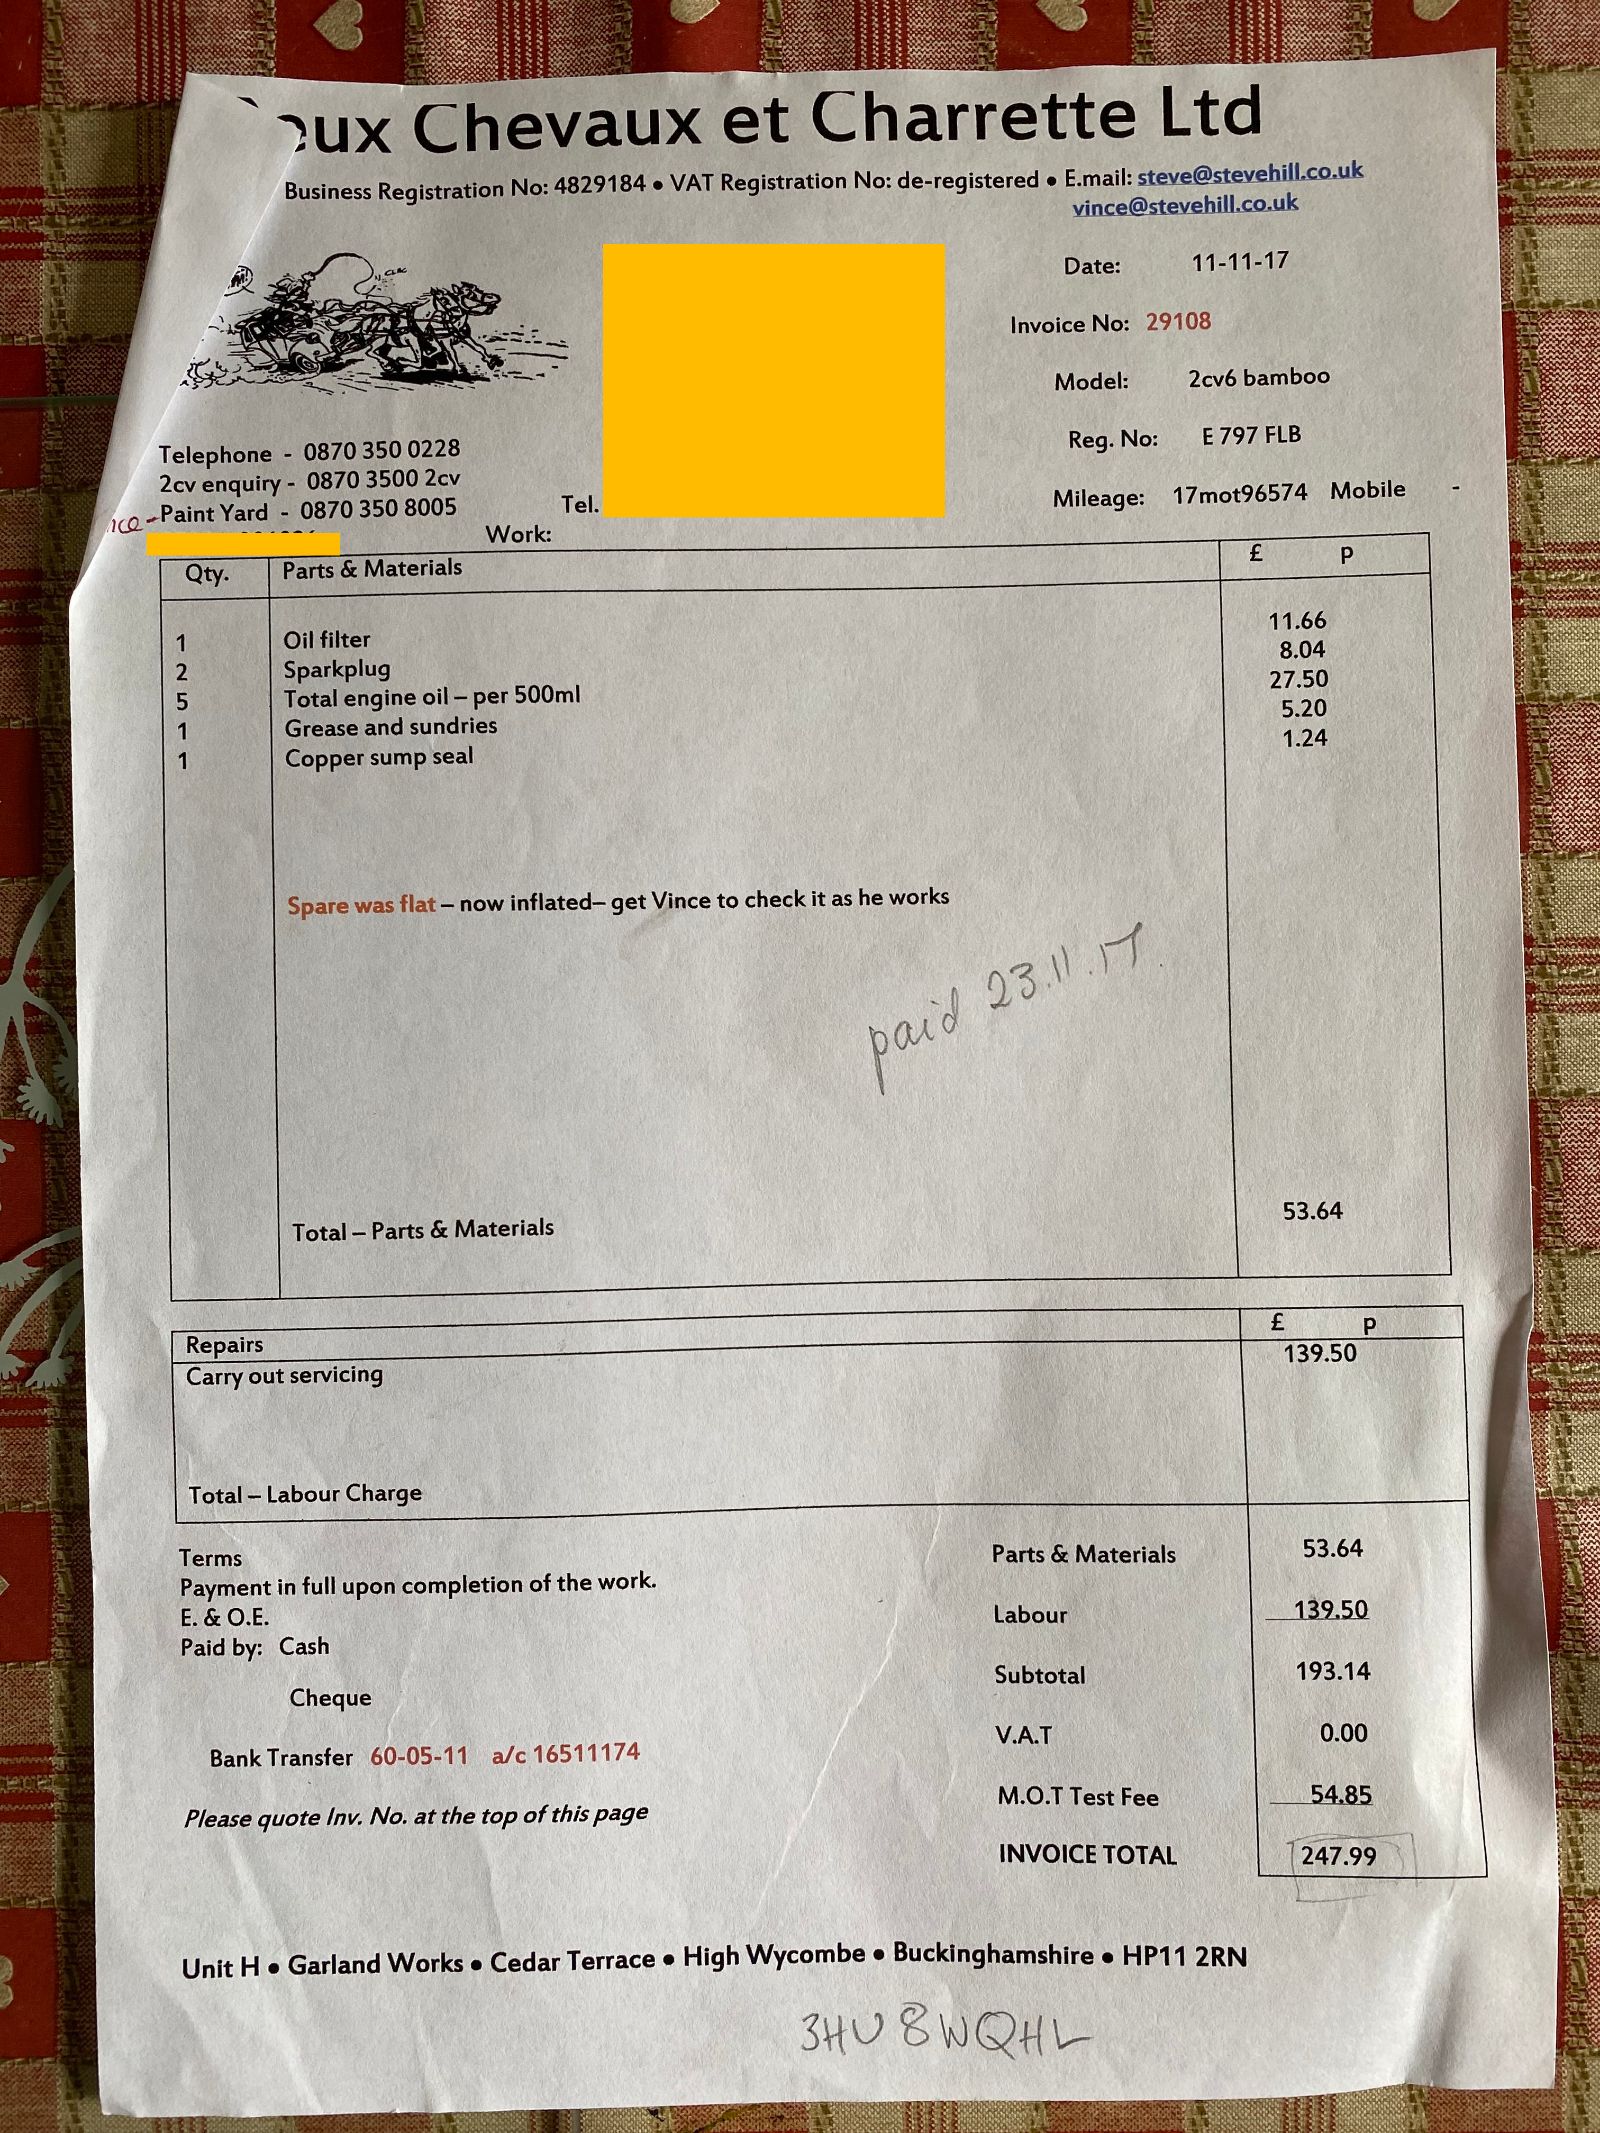 eux Chevaux et Charrette Ltd
Business Registration No: 4829184 • VAT Registration No: de-registered • E.mail: steve@stevehill.co.uk
vince@stevehill.co.uk
Date: 11-11-17
Invoice No: 29108
Model: 2cv6 bamboo
Reg. No: E 797 FLB
Mileage: 17mot96574 Mobile -
Telephone - 0870 350 0228
2cv enquiry - 0870 3500 2cv
Paint Yard - 0870 350 8005
Tel.
Work:
Qty. Parts & Materials £ p
1 Oil filter 11.66
2 Sparkplug 8.04
5 Total engine oil – per 500ml 27.50
1 Grease and sundries 5.20
1 Copper sump seal 1.24
Spare was flat – now inflated– get Vince to check it as he works
paid 23.11.17.
Total – Parts & Materials 53.64
Repairs £ p
Carry out servicing 139.50
Total – Labour Charge
Terms
Payment in full upon completion of the work.
E. & O.E.
Paid by: Cash
Cheque
Bank Transfer 60-05-11 a/c 16511174
Please quote Inv. No. at the top of this page
Parts & Materials 53.64
Labour 139.50
Subtotal 193.14
V.A.T 0.00
M.O.T Test Fee 54.85
INVOICE TOTAL 247.99
Unit H • Garland Works • Cedar Terrace • High Wycombe • Buckinghamshire • HP11 2RN
3HU8WQHL